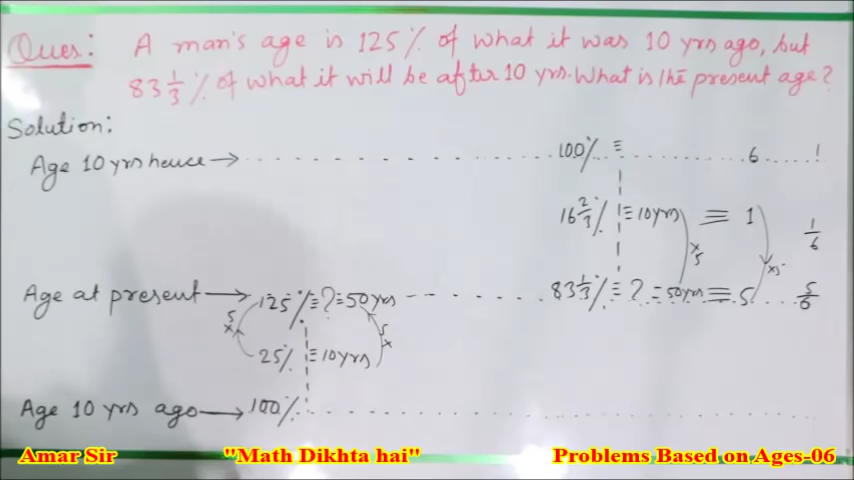 Ques: A man's age is 125% of what it was 10 yrs ago, but
83 1/3 % of what it will be after 10 yrs. What is the present age?
Solution:
Age 10 yrs hence → 100% ≡ 6 1
16 2/3 % ≡ 10 yrs ≡ 1 1/6
×5 ×5
Age at present → 125% ≡ ? ≡ 50 yrs 83 1/3 % ≡ ? ≡ 50 yrs ≡ 5 5/6
5× 5×
25% ≡ 10 yrs
Age 10 yrs ago → 100%
Amar Sir "Math Dikhta hai" Problems Based on Ages-06